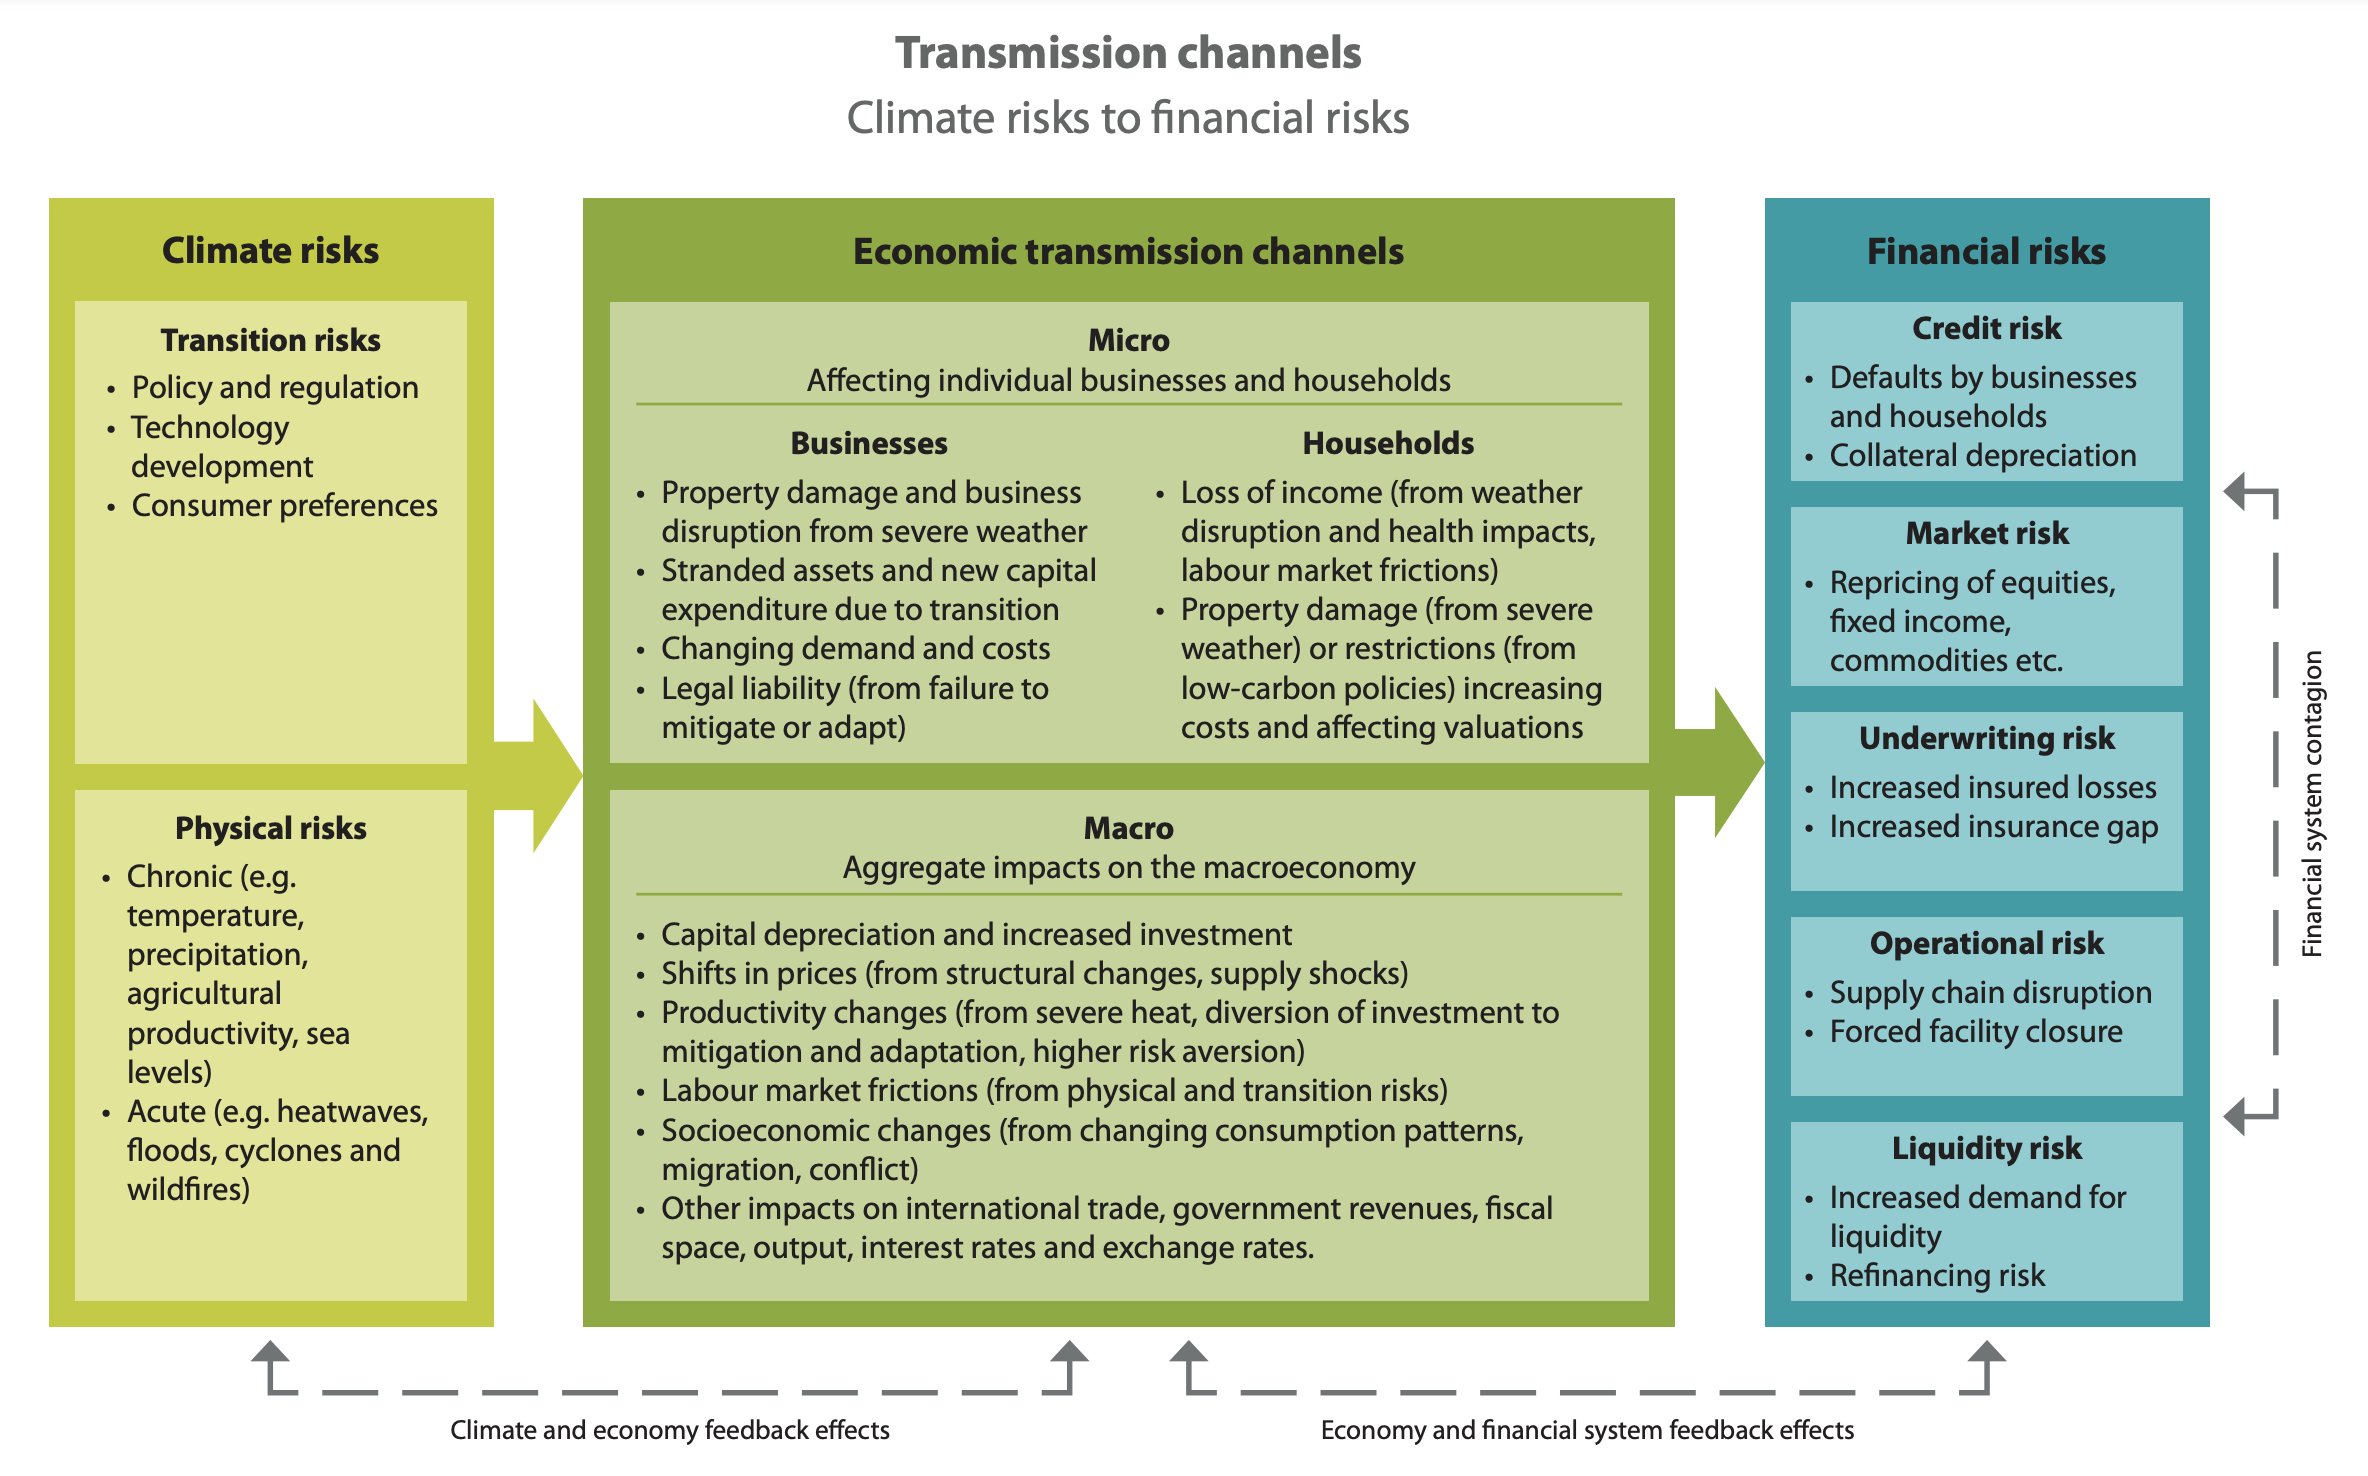 Transmission channels
Climate risks to financial risks
Climate risks
Transition risks
• Policy and regulation
• Technology
development
• Consumer preferences
Physical risks
• Chronic (e.g.
temperature,
precipitation,
agricultural
productivity, sea
levels)
• Acute (e.g. heatwaves,
floods, cyclones and
wildfires)
Economic transmission channels
Micro
Affecting individual businesses and households
Businesses
• Property damage and business
disruption from severe weather
• Stranded assets and new capital
expenditure due to transition
• Changing demand and costs
• Legal liability (from failure to
mitigate or adapt)
Households
• Loss of income (from weather
disruption and health impacts,
labour market frictions)
• Property damage (from severe
weather) or restrictions (from
low-carbon policies) increasing
costs and affecting valuations
Macro
Aggregate impacts on the macroeconomy
• Capital depreciation and increased investment
• Shifts in prices (from structural changes, supply shocks)
• Productivity changes (from severe heat, diversion of investment to
mitigation and adaptation, higher risk aversion)
• Labour market frictions (from physical and transition risks)
• Socioeconomic changes (from changing consumption patterns,
migration, conflict)
• Other impacts on international trade, government revenues, fiscal
space, output, interest rates and exchange rates.
Financial risks
Credit risk
• Defaults by businesses
and households
• Collateral depreciation
Market risk
• Repricing of equities,
fixed income,
commodities etc.
Underwriting risk
• Increased insured losses
• Increased insurance gap
Operational risk
• Supply chain disruption
• Forced facility closure
Liquidity risk
• Increased demand for
liquidity
• Refinancing risk
Financial system contagion
Climate and economy feedback effects
Economy and financial system feedback effects